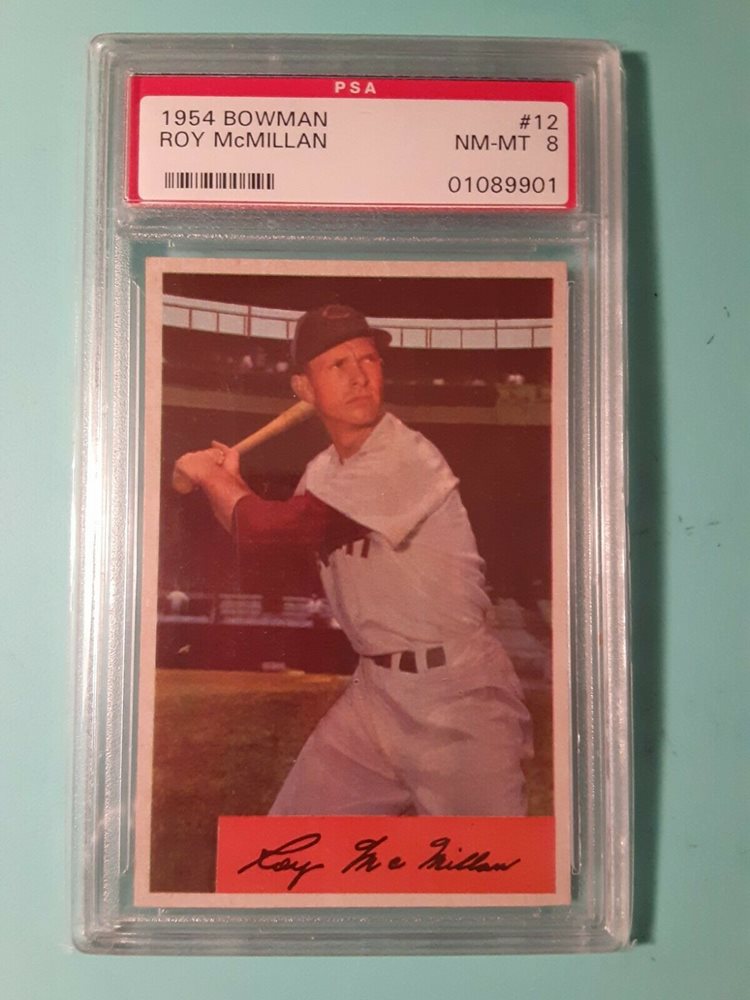 PSA
1954 BOWMAN #12
ROY McMILLAN NM-MT 8
01089901
Roy McMillan